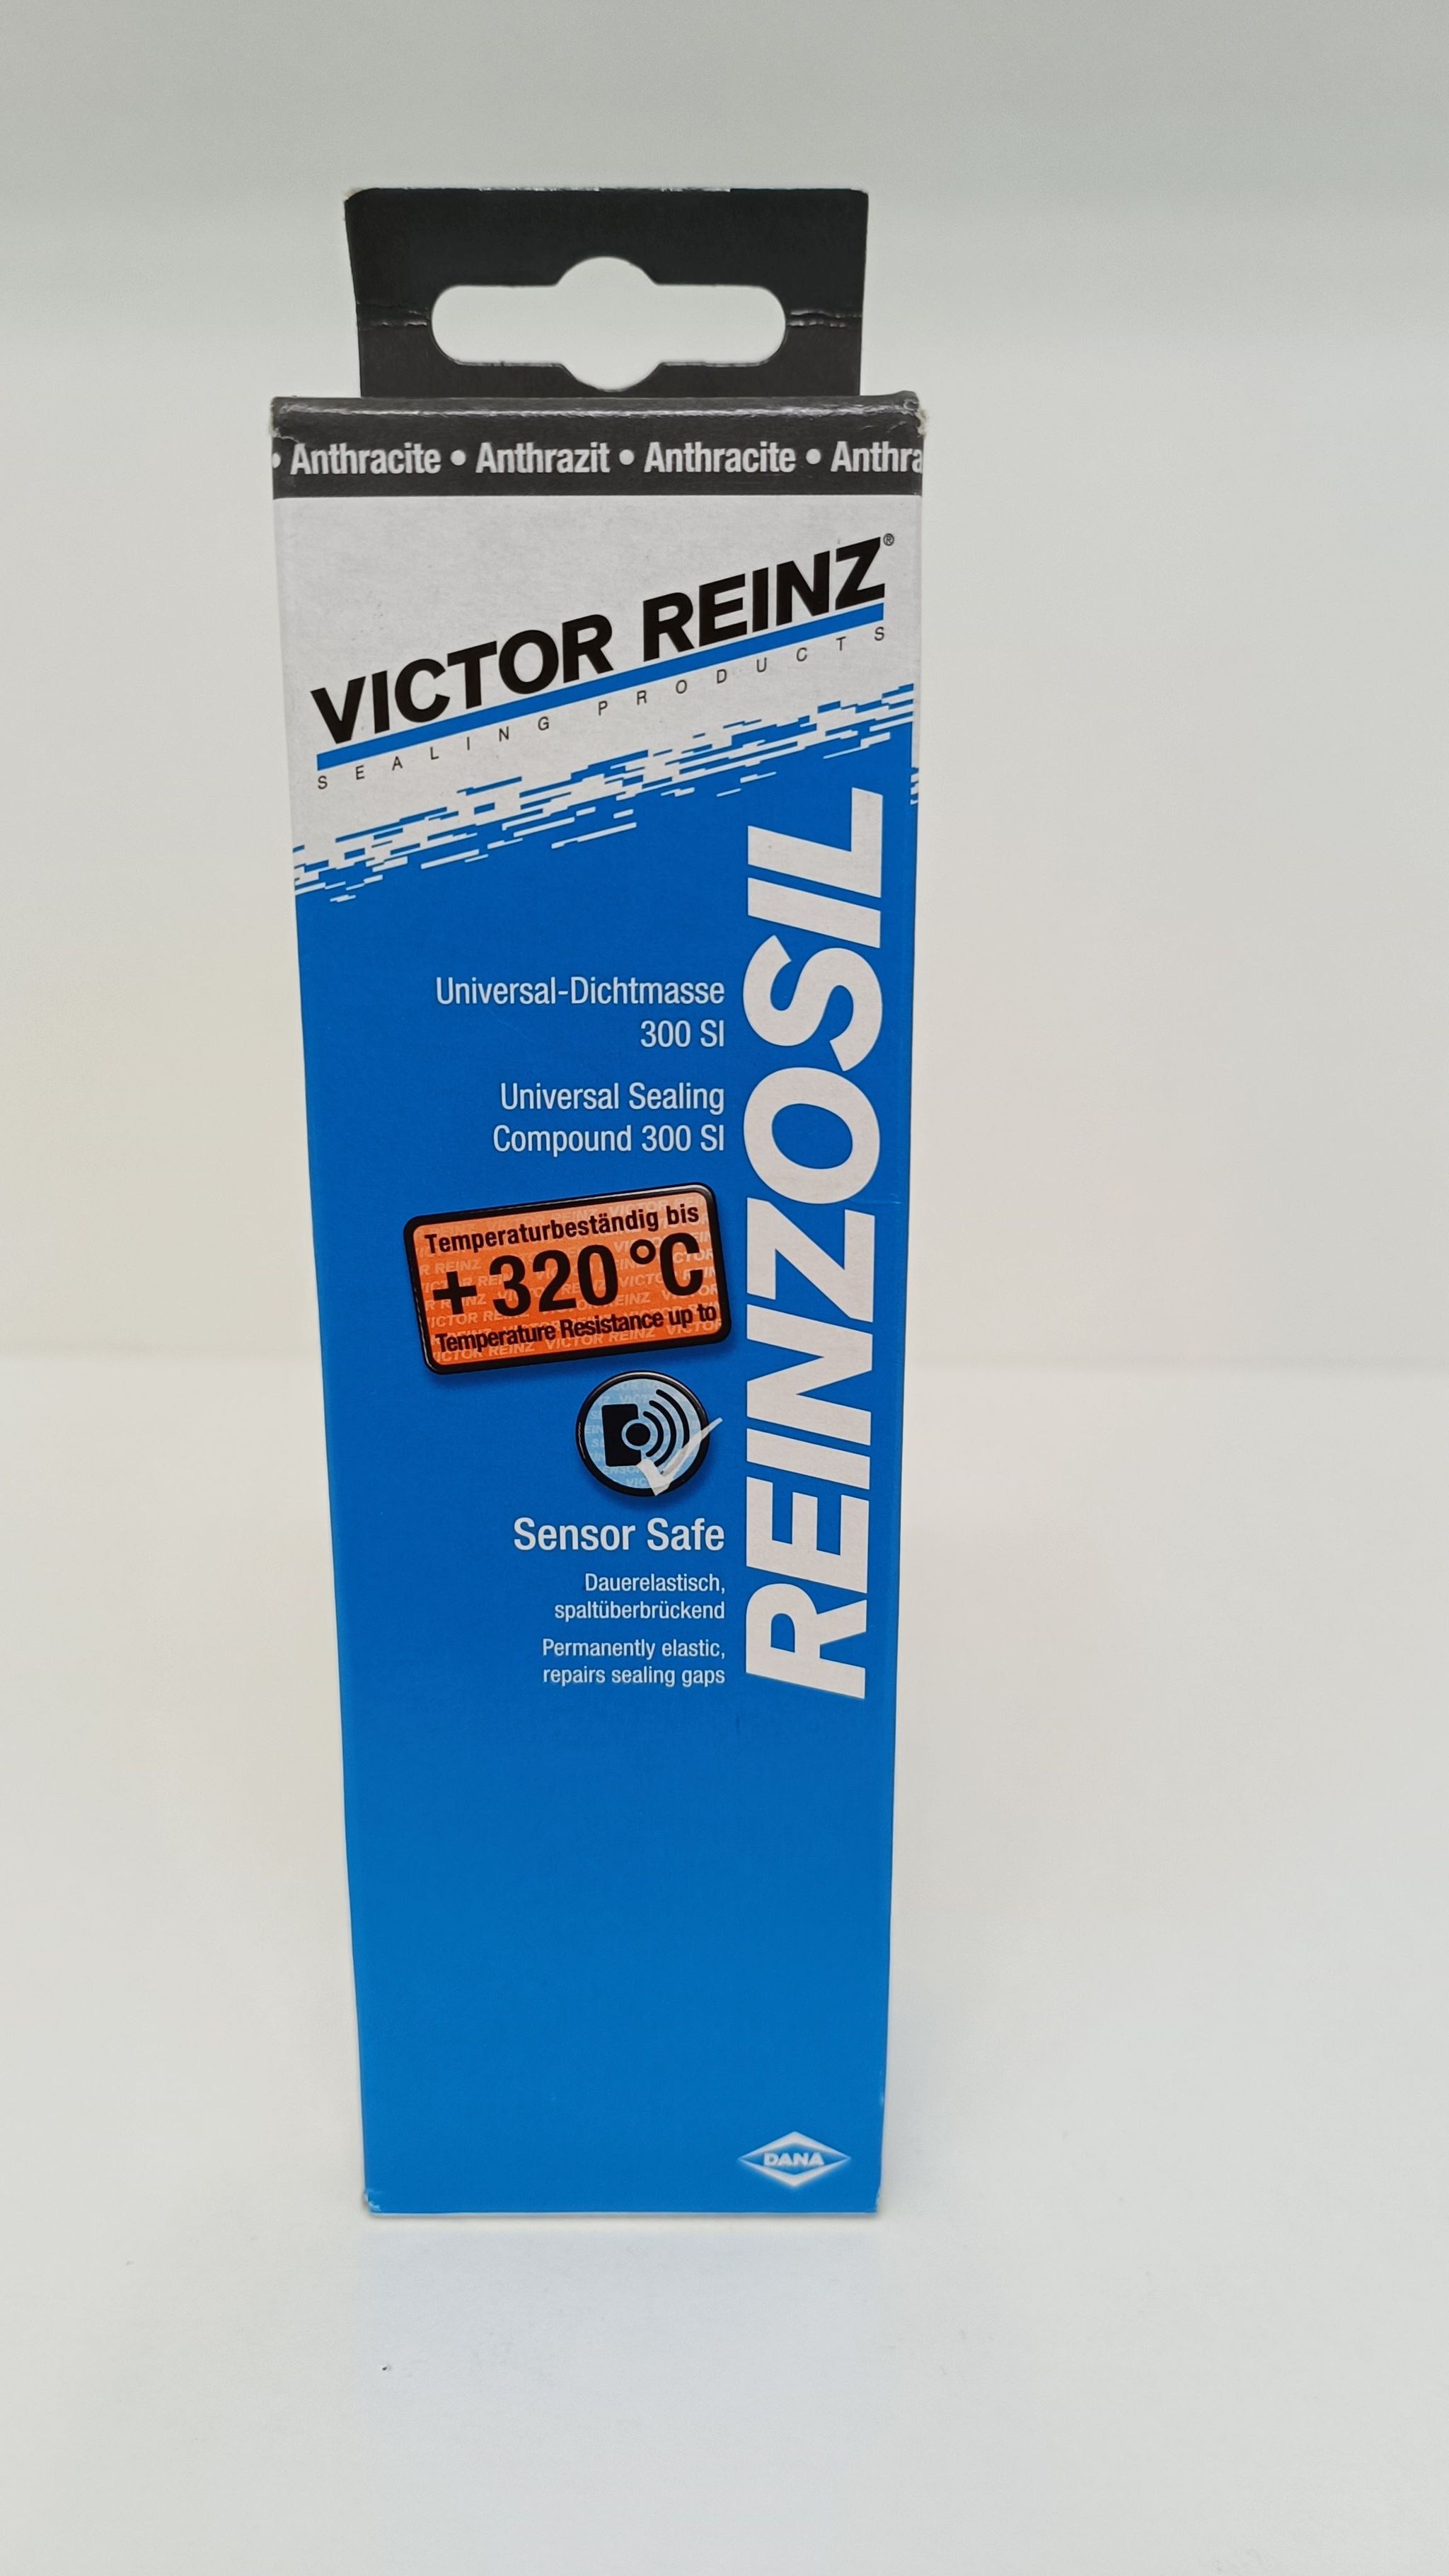 • Anthracite • Anthrazit • Anthracite • Anthra
VICTOR REINZ®
SEALING PRODUCTS
REINZOSIL
Universal-Dichtmasse
300 SI
Universal Sealing
Compound 300 SI
Temperaturbeständig bis
+320 °C
Temperature Resistance up to
Sensor Safe
Dauerelastisch,
spaltüberbrückend
Permanently elastic,
repairs sealing gaps
DANA